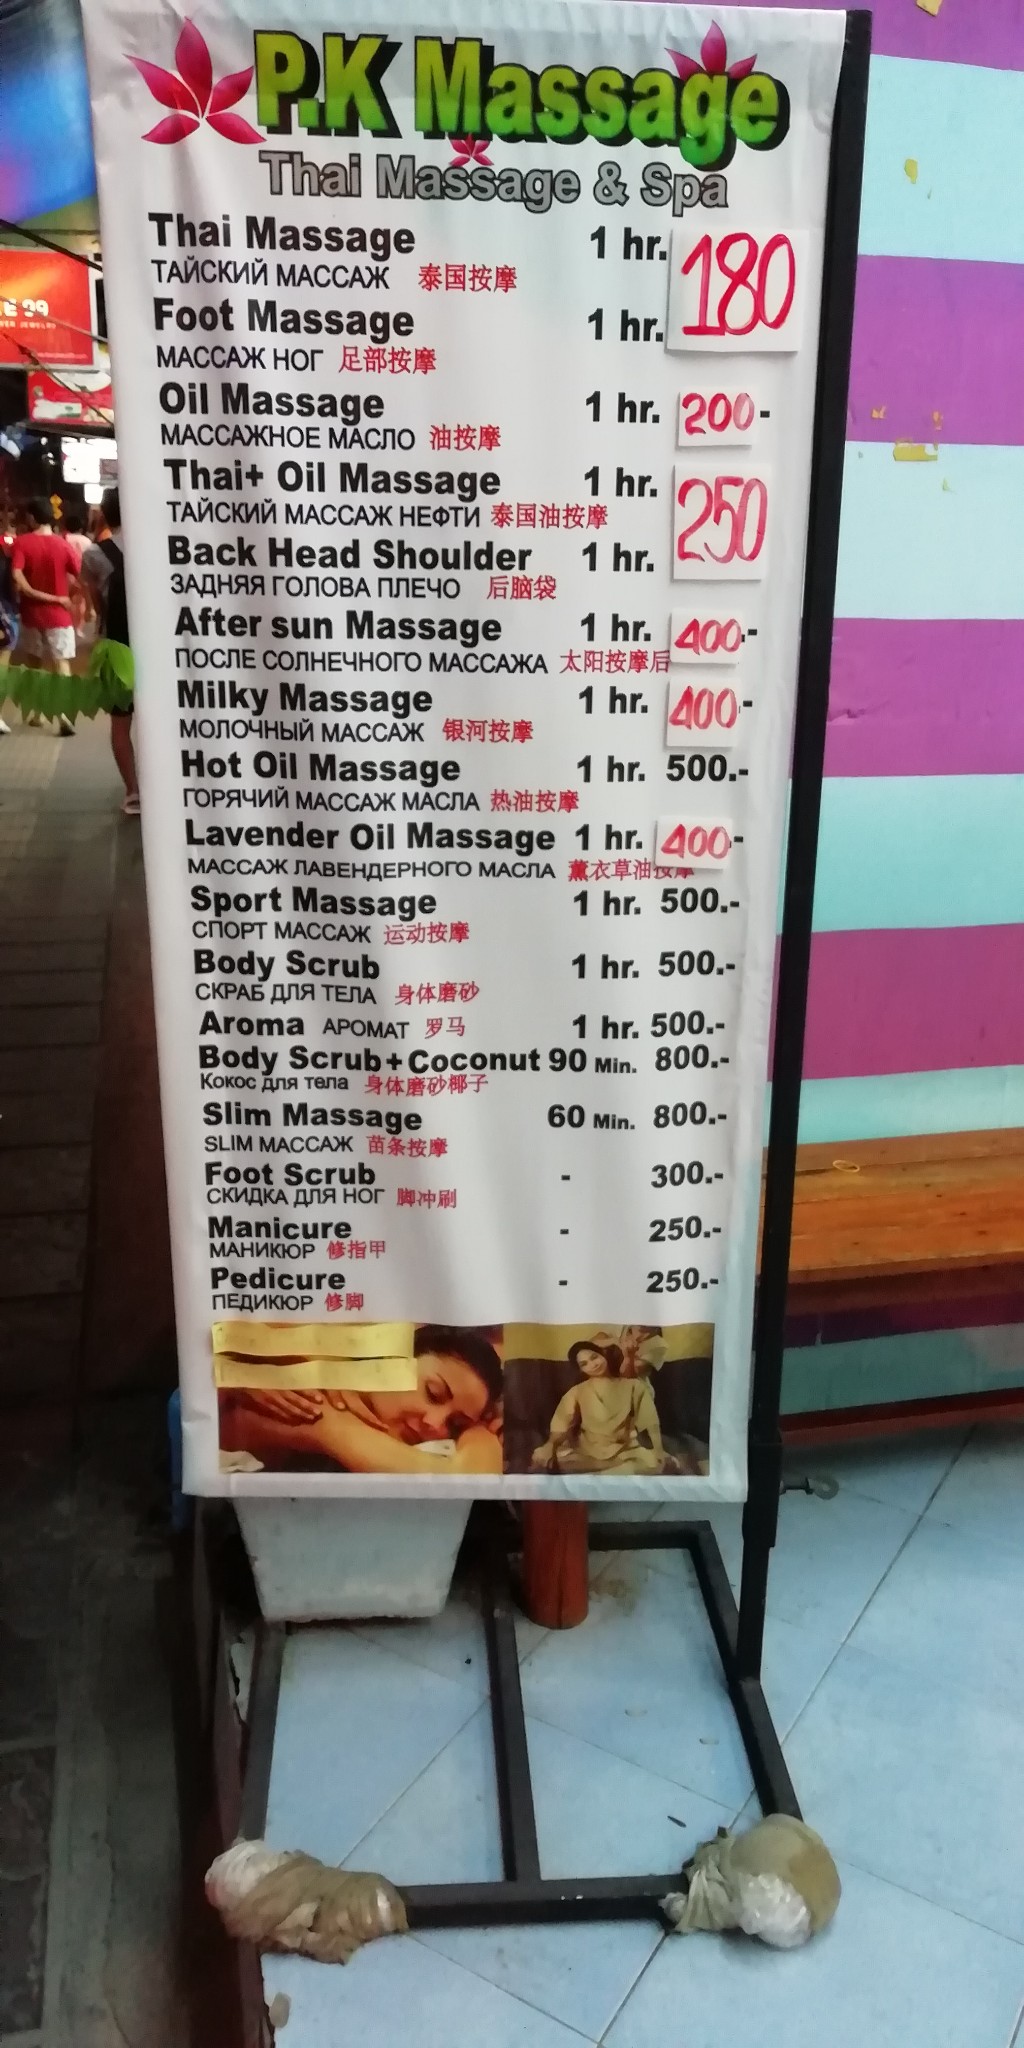 P.K Massage
Thai Massage & Spa
Thai Massage 1 hr. 180
ТАЙСКИЙ МАССАЖ 泰国按摩
Foot Massage 1 hr.
МАССАЖ НОГ 足部按摩
Oil Massage 1 hr. 200-
МАССАЖНОЕ МАСЛО 油按摩
Thai+ Oil Massage 1 hr. 250
ТАЙСКИЙ МАССАЖ НЕФТИ 泰国油按摩
Back Head Shoulder 1 hr.
ЗАДНЯЯ ГОЛОВА ПЛЕЧО 后脑袋
After sun Massage 1 hr. 400.-
ПОСЛЕ СОЛНЕЧНОГО МАССАЖА 太阳按摩后
Milky Massage 1 hr. 400.-
МОЛОЧНЫЙ МАССАЖ 银河按摩
Hot Oil Massage 1 hr. 500.-
ГОРЯЧИЙ МАССАЖ МАСЛА 热油按摩
Lavender Oil Massage 1 hr. 400.-
МАССАЖ ЛАВЕНДЕРНОГО МАСЛА 薰衣草油按摩
Sport Massage 1 hr. 500.-
СПОРТ МАССАЖ 运动按摩
Body Scrub 1 hr. 500.-
СКРАБ ДЛЯ ТЕЛА 身体磨砂
Aroma АРОМАТ 罗马 1 hr. 500.-
Body Scrub+Coconut 90 Min. 800.-
Кокос для тела 身体磨砂椰子
Slim Massage 60 Min. 800.-
SLIM МАССАЖ 苗条按摩
Foot Scrub - 300.-
СКИДКА ДЛЯ НОГ 脚冲刷
Manicure - 250.-
МАНИКЮР 修指甲
Pedicure - 250.-
ПЕДИКЮР 修脚